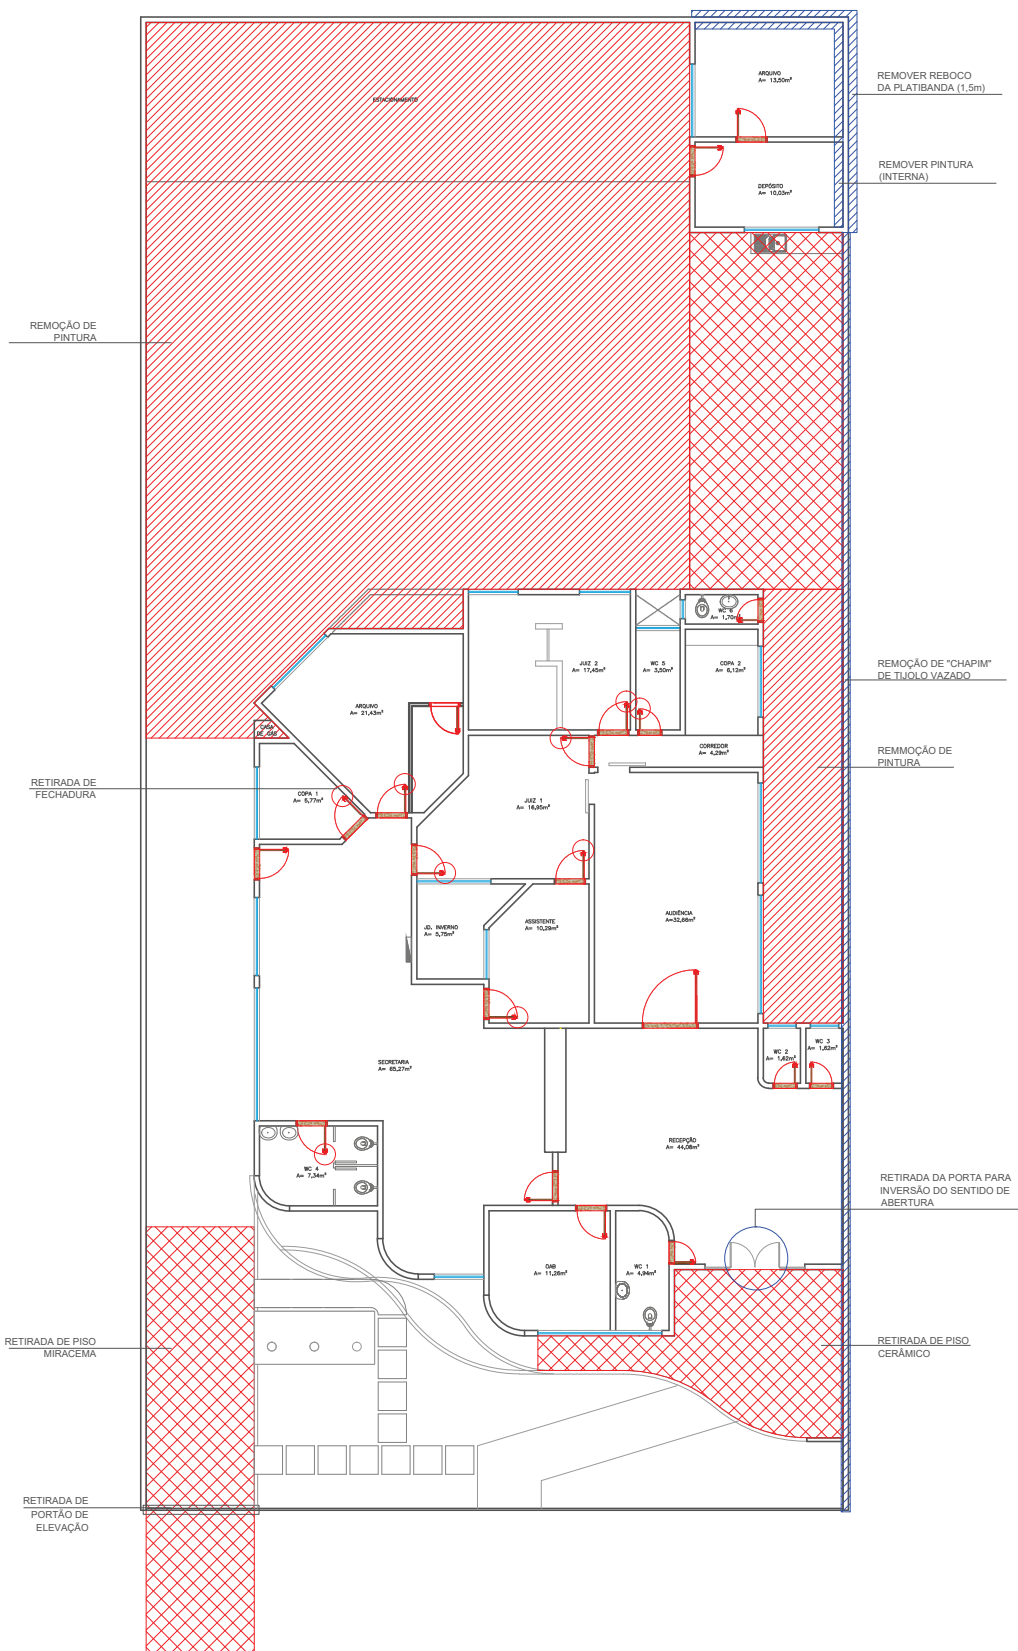 ARQUIVO
A= 13,50m²
REMOVER REBOCO
DA PLATIBANDA (1,5m)
ESTACIONAMENTO
REMOVER PINTURA
(INTERNA)
DEPÓSITO
A= 10,03m²
REMOÇÃO DE
PINTURA
WC 6
A= 1,70m²
JUIZ 2
A= 17,45m²
WC 5
A= 3,50m²
COPA 2
A= 6,12m²
REMOÇÃO DE "CHAPIM"
DE TIJOLO VAZADO
ARQUIVO
A= 21,43m²
CASA
DE GÁS
CORREDOR
A= 4,29m²
REMMOÇÃO DE
PINTURA
RETIRADA DE
FECHADURA
COPA 1
A= 5,77m²
JUIZ 1
A= 16,95m²
JD. INVERNO
A= 5,75m²
ASSISTENTE
A= 10,29m²
AUDIÊNCIA
A=32,66m²
SECRETARIA
A= 65,27m²
WC 2
A= 1,62m²
WC 3
A= 1,62m²
RECEPÇÃO
A= 44,08m²
WC 4
A= 7,34m²
RETIRADA DA PORTA PARA
INVERSÃO DO SENTIDO DE
ABERTURA
OAB
A= 11,26m²
WC 1
A= 4,94m²
RETIRADA DE PISO
MIRACEMA
RETIRADA DE PISO
CERÂMICO
RETIRADA DE
PORTÃO DE
ELEVAÇÃO